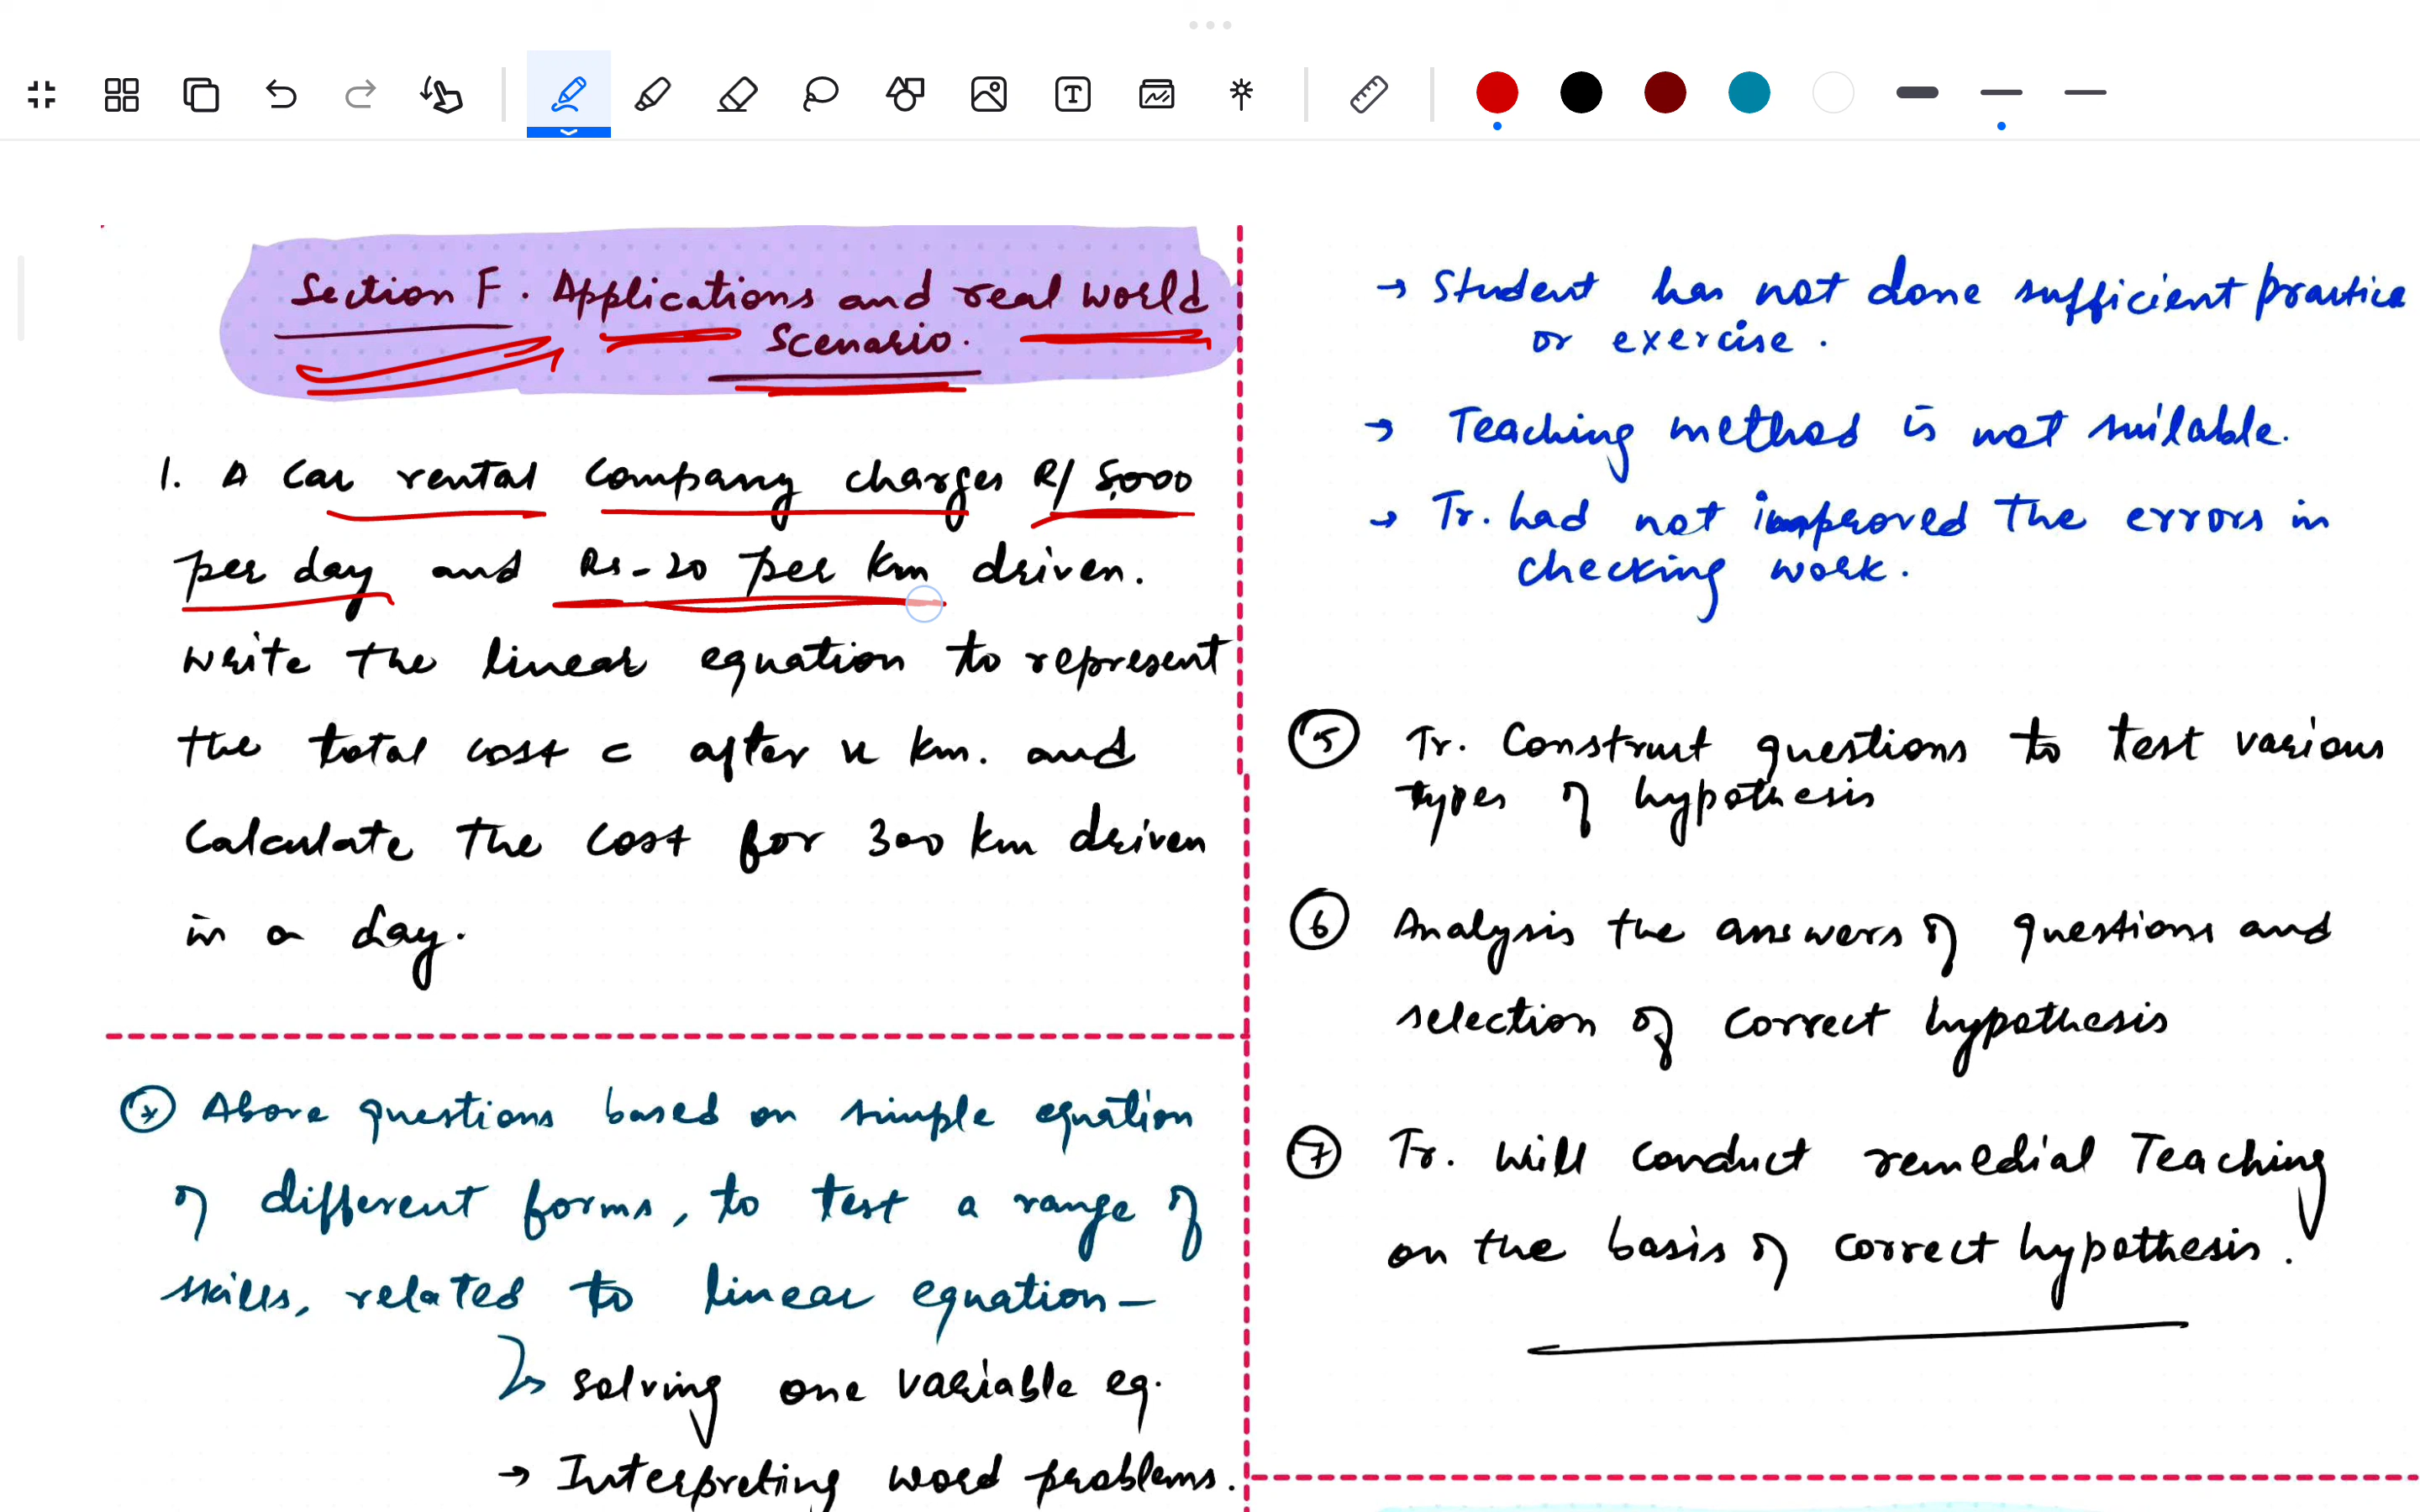 Section F. Applications and real world
Scenario.
1. A Car rental Company charges R/ 5000
per day and Rs-20 per km driven.
write the linear equation to represent
the total cost c after x km. and
Calculate the cost for 300 km driven
in a day.
Above questions based on simple equation
of different forms, to test a range of
skills, related to linear equation-
solving one variable eq.
→ Interpreting word problems.
→ Student has not done sufficient practice
or exercise.
→ Teaching method is not suitable.
→ Tr. had not improved the errors in
checking work.
5 Tr. Construct questions to test various
types of hypothesis
6 Analysis the answers of questions and
selection of correct hypothesis
7 Tr. will conduct remedial Teaching
on the basis of correct hypothesis.